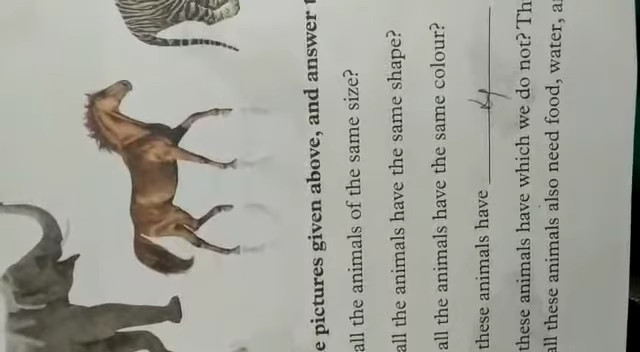 e pictures given above, and answer t
all the animals of the same size?
all the animals have the same shape?
all the animals have the same colour?
these animals have
these animals have which we do not? Th
all these animals also need food, water, a